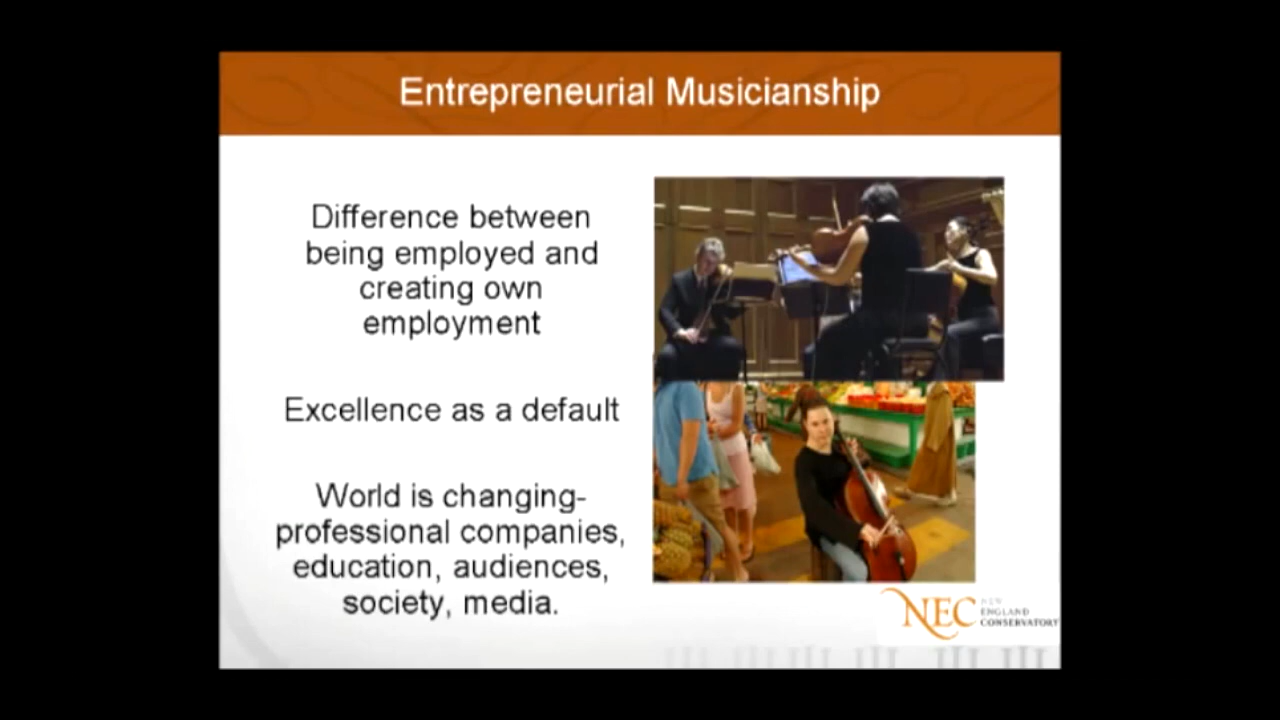 Entrepreneurial Musicianship
Difference between
being employed and
creating own
employment
Excellence as a default
World is changing-
professional companies,
education, audiences,
society, media.
NEC
NEW
ENGLAND
CONSERVATORY